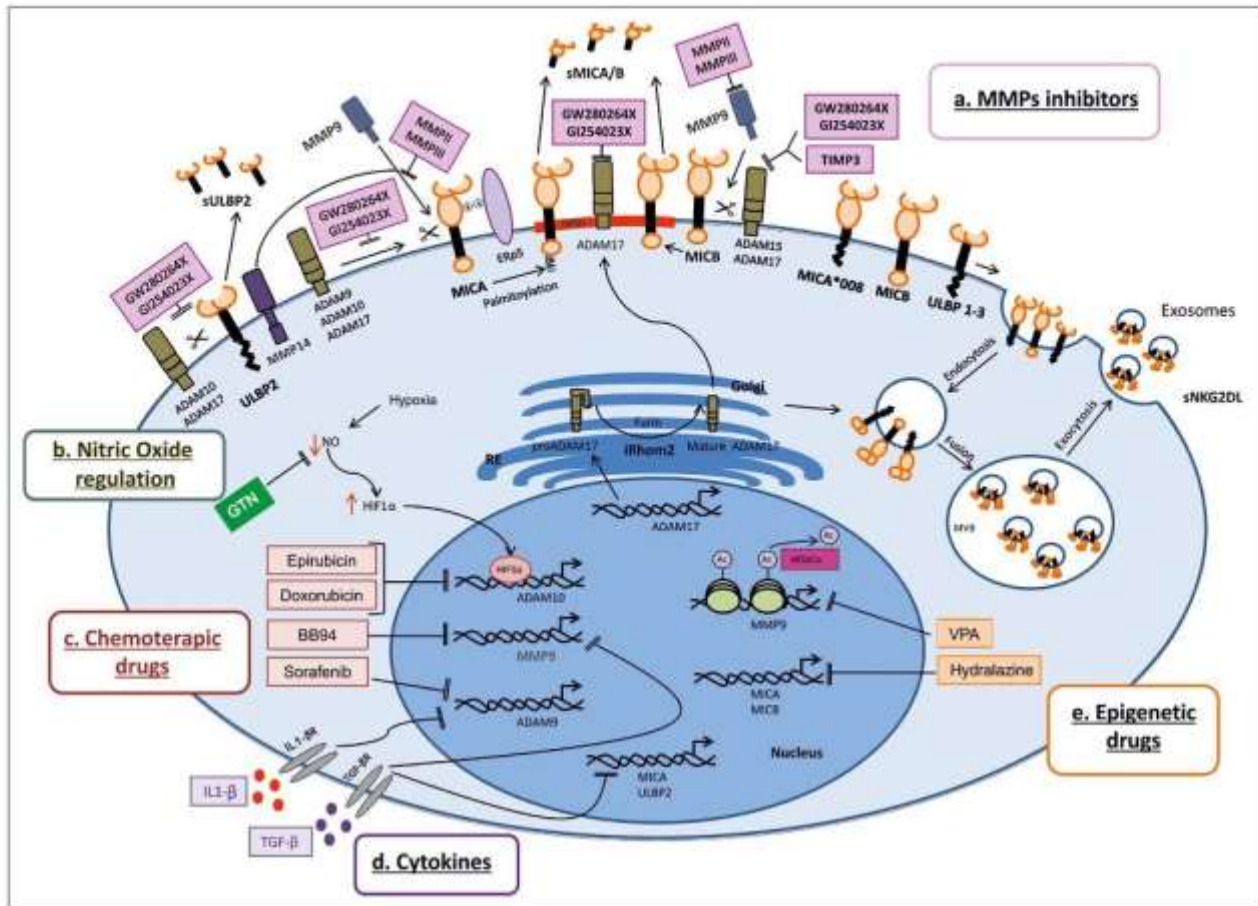 a. MMPs inhibitors
sMICA/B
MMPII
MMPIII
MMP9
GW280264X
GI254023X
TIMP3
ADAM15
ADAM17
GW280264X
GI254023X
ADAM17
MICB
MMP9
MMPII
MMPIII
sULBP2
GW280264X
GI254023X
GW280264X
GI254023X
ADAM10
ADAM17
ULBP2
MMP14
ADAM9
ADAM10
ADAM17
MICA
ERp5
Palmitoylation
MICA*008
MICB
ULBP 1-3
Exosomes
sNKG2DL
Endocytosis
Fusion
Exocytosis
MVB
Golgi
Furin
proADAM17
iRhom2
Mature ADAM17
RE
b. Nitric Oxide
regulation
Hypoxia
NO
GTN
HIF1α
ADAM17
HIF1α
ADAM10
Ac
Ac
Ac
MMP9
Epirubicin
Doxorubicin
BB94
Sorafenib
c. Chemoterapic
drugs
MMP9
ADAM9
MICA
MICB
VPA
Hydralazine
e. Epigenetic
drugs
Nucleus
MICA
ULBP2
IL1-βR
TGF-βR
IL1-β
TGF-β
d. Cytokines